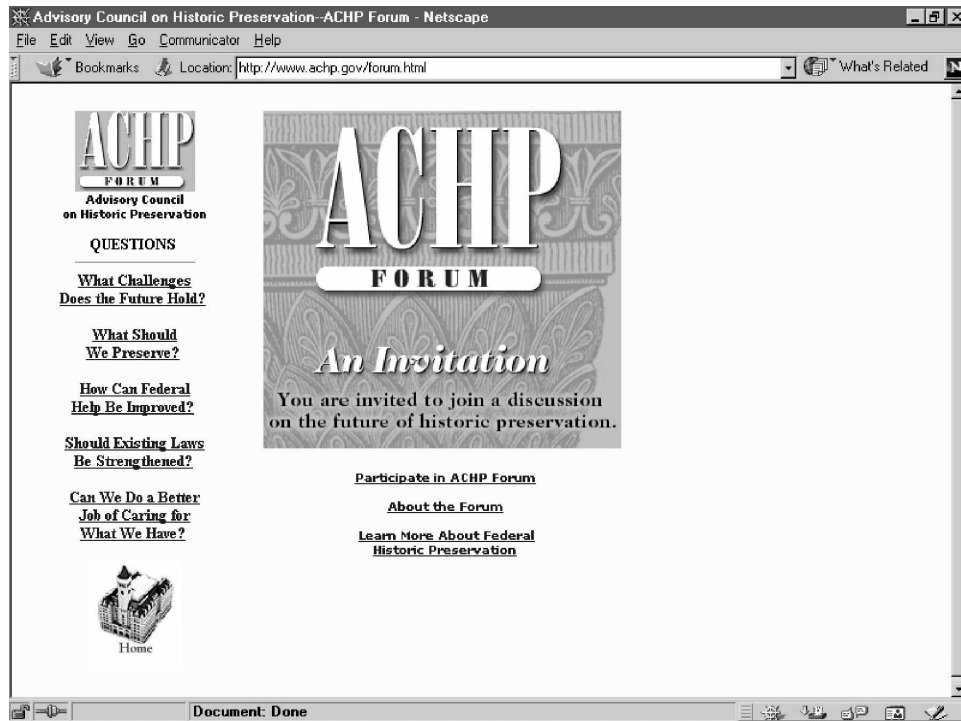 Advisory Council on Historic Preservation--ACHP Forum - Netscape
File Edit View Go Communicator Help
Bookmarks Location: http://www.achp.gov/forum.html What's Related N
ACHP
FORUM
Advisory Council
on Historic Preservation
QUESTIONS
What Challenges
Does the Future Hold?
What Should
We Preserve?
How Can Federal
Help Be Improved?
Should Existing Laws
Be Strengthened?
Can We Do a Better
Job of Caring for
What We Have?
Home
ACHP
FORUM
An Invitation
You are invited to join a discussion
on the future of historic preservation.
Participate in ACHP Forum
About the Forum
Learn More About Federal
Historic Preservation
Document: Done